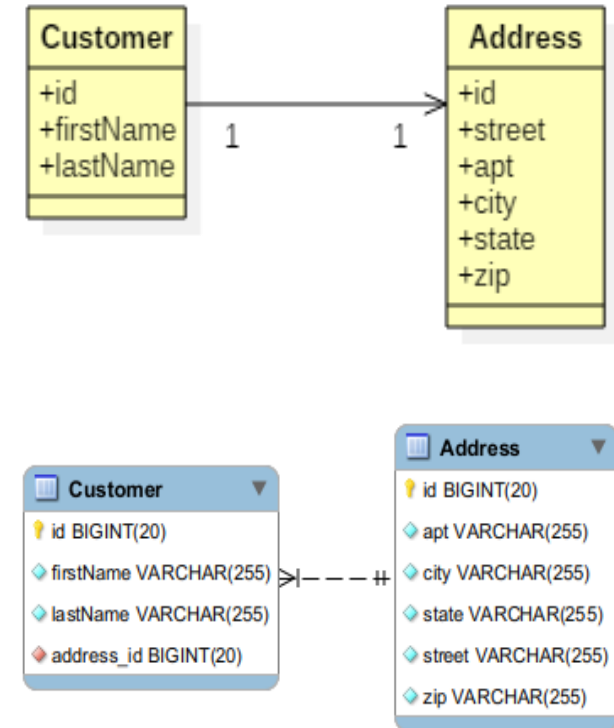 Customer
+id
+firstName
+lastName
1
1
Address
+id
+street
+apt
+city
+state
+zip
Customer
id BIGINT(20)
firstName VARCHAR(255)
lastName VARCHAR(255)
address_id BIGINT(20)
Address
id BIGINT(20)
apt VARCHAR(255)
city VARCHAR(255)
state VARCHAR(255)
street VARCHAR(255)
zip VARCHAR(255)